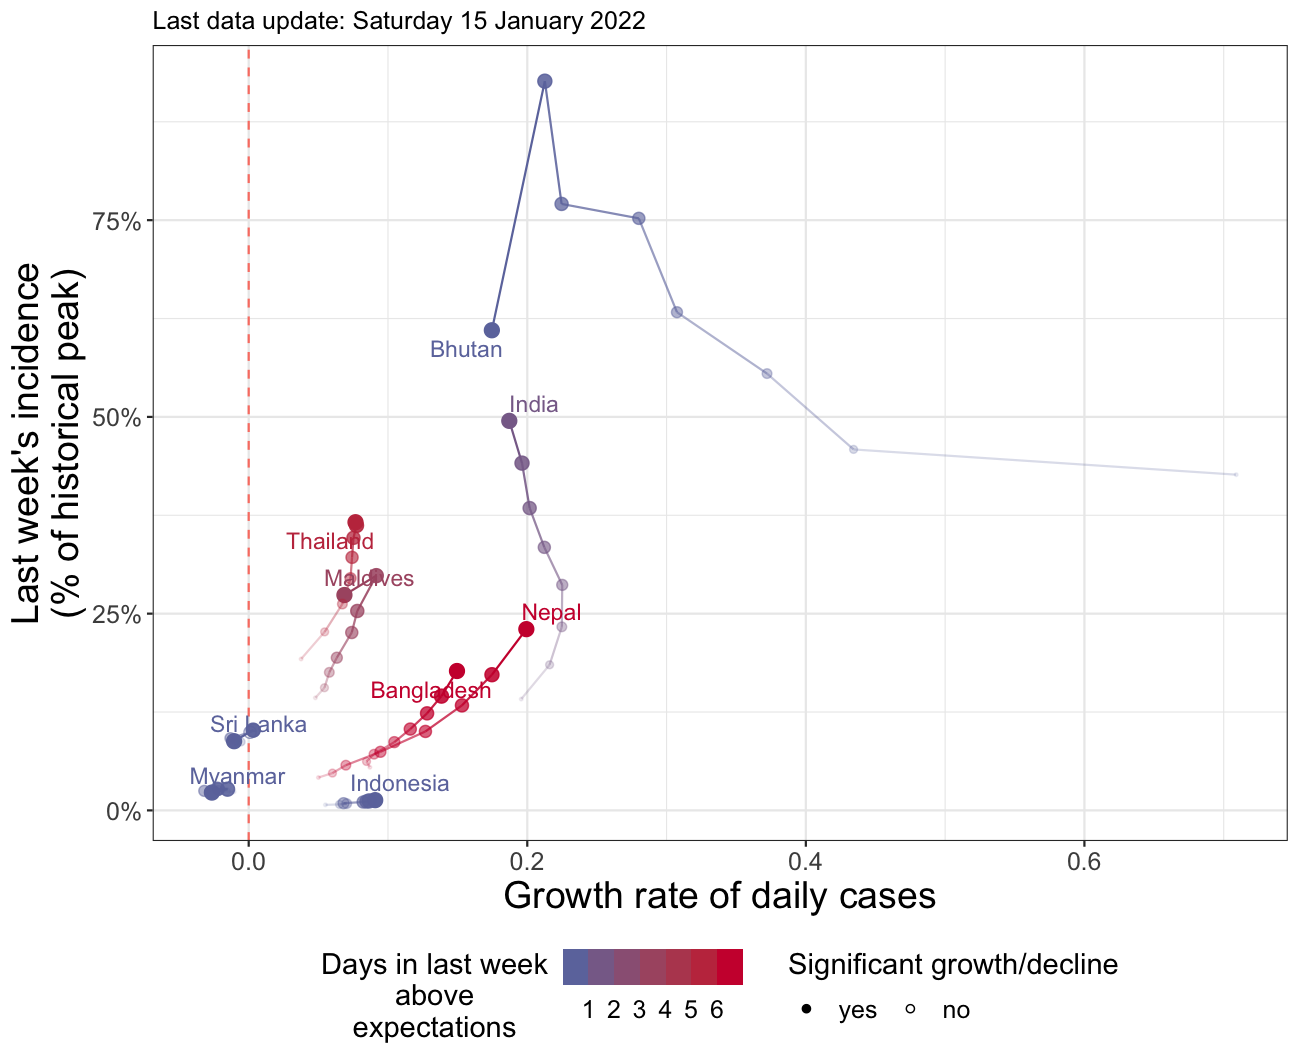 Last data update: Saturday 15 January 2022
Last week's incidence
(% of historical peak)
75%
50%
25%
0%
Bhutan
India
Thailand
Maldives
Nepal
Bangladesh
Sri Lanka
Myanmar
Indonesia
0.0 0.2 0.4 0.6
Growth rate of daily cases
Days in last week
above
expectations
1 2 3 4 5 6
Significant growth/decline
yes no